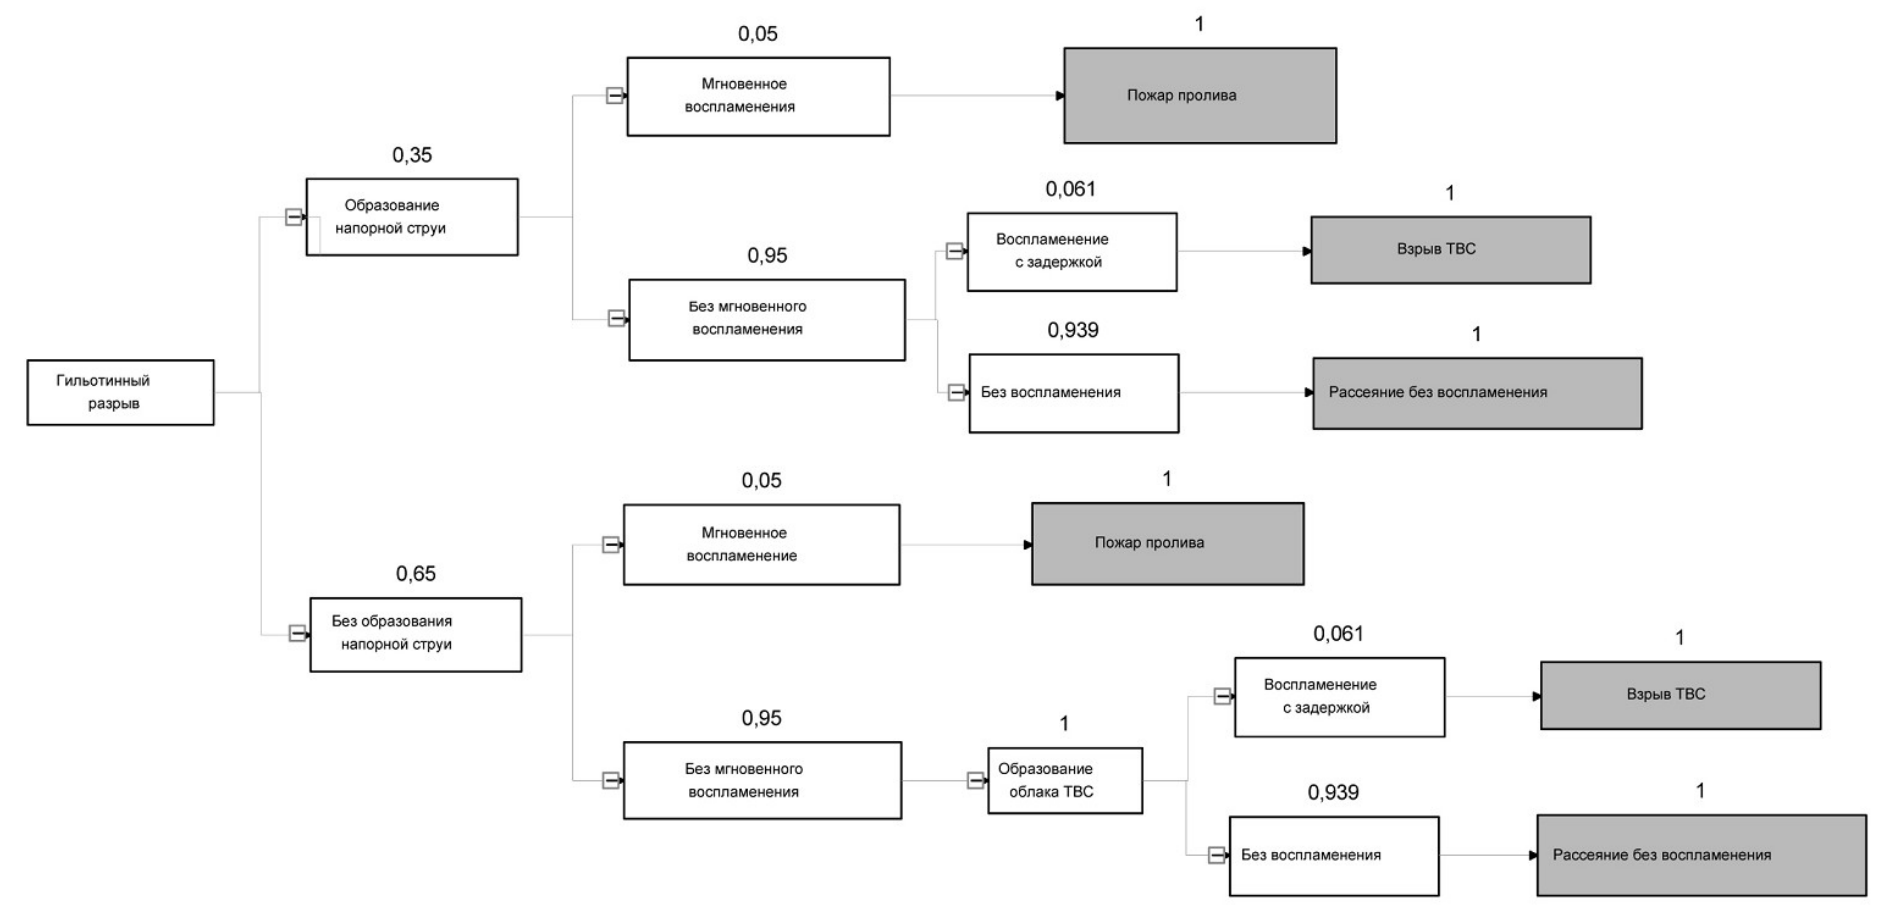 0,05
Мгновенное
воспламенения
1
Пожар пролива
0,35
Образование
напорной струи
0,95
Без мгновенного
воспламенения
0,061
Воспламенение
с задержкой
1
Взрыв ТВС
0,939
Без воспламенения
1
Рассеяние без воспламенения
Гильотинный
разрыв
0,05
Мгновенное
воспламенение
1
Пожар пролива
0,65
Без образования
напорной струи
0,95
Без мгновенного
воспламенения
1
Образование
облака ТВС
0,061
Воспламенение
с задержкой
1
Взрыв ТВС
0,939
Без воспламенения
1
Рассеяние без воспламенения